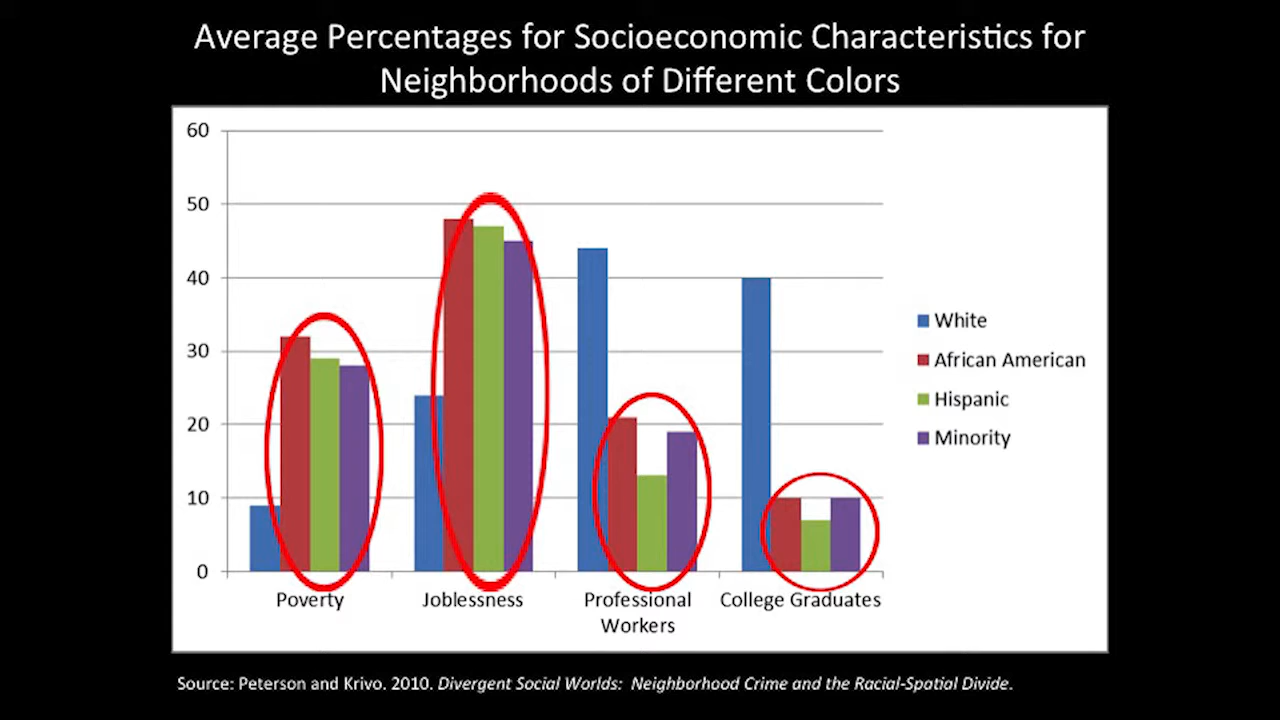 Average Percentages for Socioeconomic Characteristics for
Neighborhoods of Different Colors
60
50
40
30
20
10
0
Poverty
Joblessness
Professional
Workers
College Graduates
White
African American
Hispanic
Minority
Source: Peterson and Krivo. 2010. Divergent Social Worlds: Neighborhood Crime and the Racial-Spatial Divide.